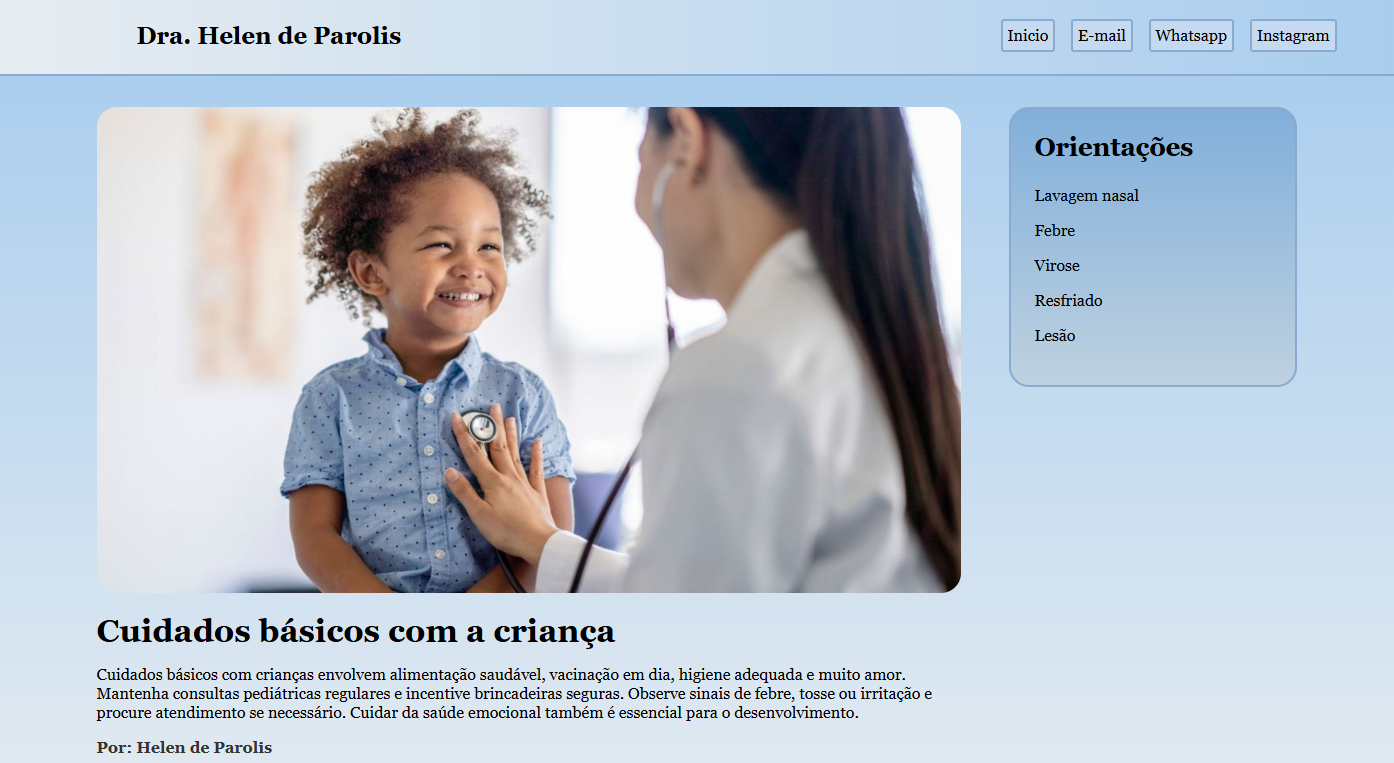 Dra. Helen de Parolis
Inicio
E-mail
Whatsapp
Instagram
Orientações
Lavagem nasal
Febre
Virose
Resfriado
Lesão
Cuidados básicos com a criança
Cuidados básicos com crianças envolvem alimentação saudável, vacinação em dia, higiene adequada e muito amor.
Mantenha consultas pediátricas regulares e incentive brincadeiras seguras. Observe sinais de febre, tosse ou irritação e
procure atendimento se necessário. Cuidar da saúde emocional também é essencial para o desenvolvimento.
Por: Helen de Parolis